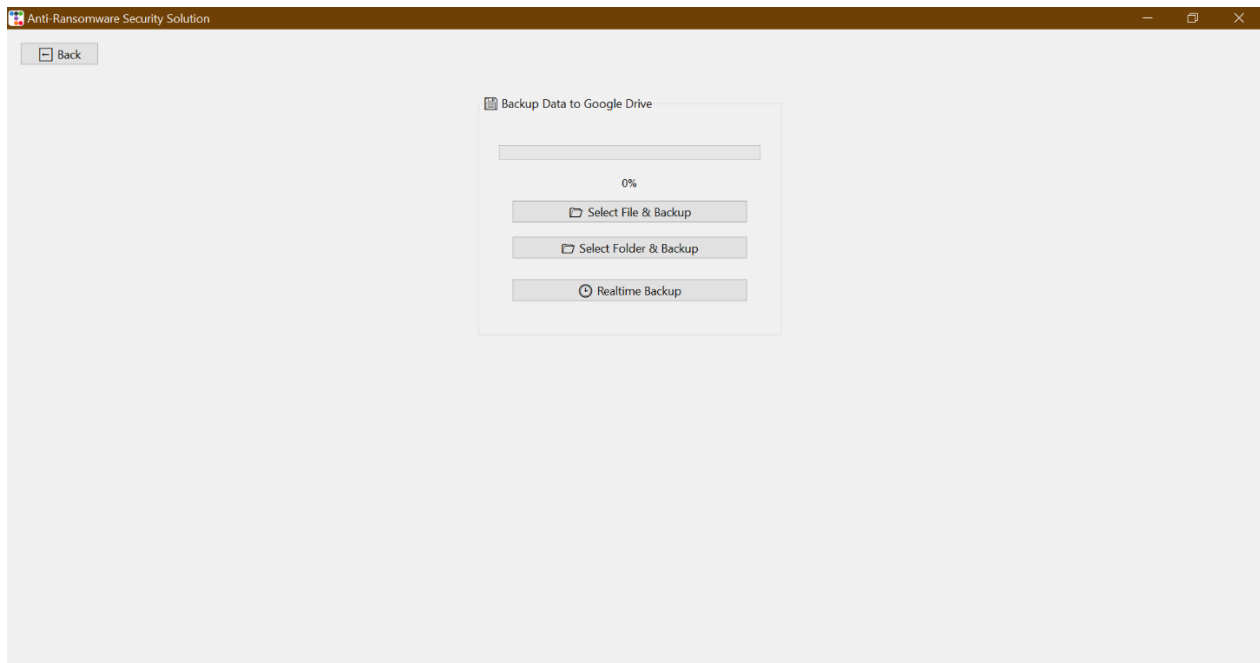 Anti-Ransomware Security Solution
Back
Backup Data to Google Drive
0%
Select File & Backup
Select Folder & Backup
Realtime Backup